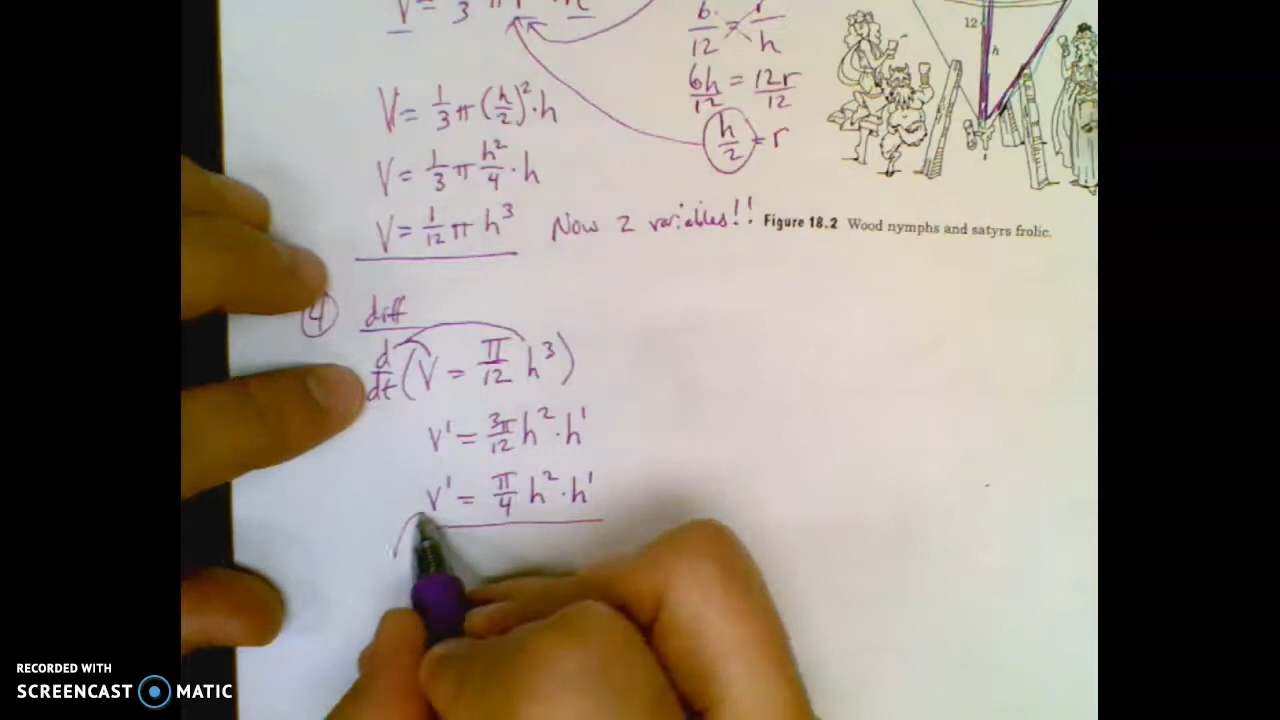 V = 1/3 π
h
6/12 = r/h
12
h
6h/12 = 12r/12
V = 1/3 π (h/2)² · h
h/2 = r
V = 1/3 π h²/4 · h
V = 1/12 π h³ Now 2 variables!! Figure 18.2 Wood nymphs and satyrs frolic.
4 diff
d/dt (V = π/12 h³)
V' = 3π/12 h² · h'
V' = π/4 h² · h'
RECORDED WITH
SCREENCAST MATIC